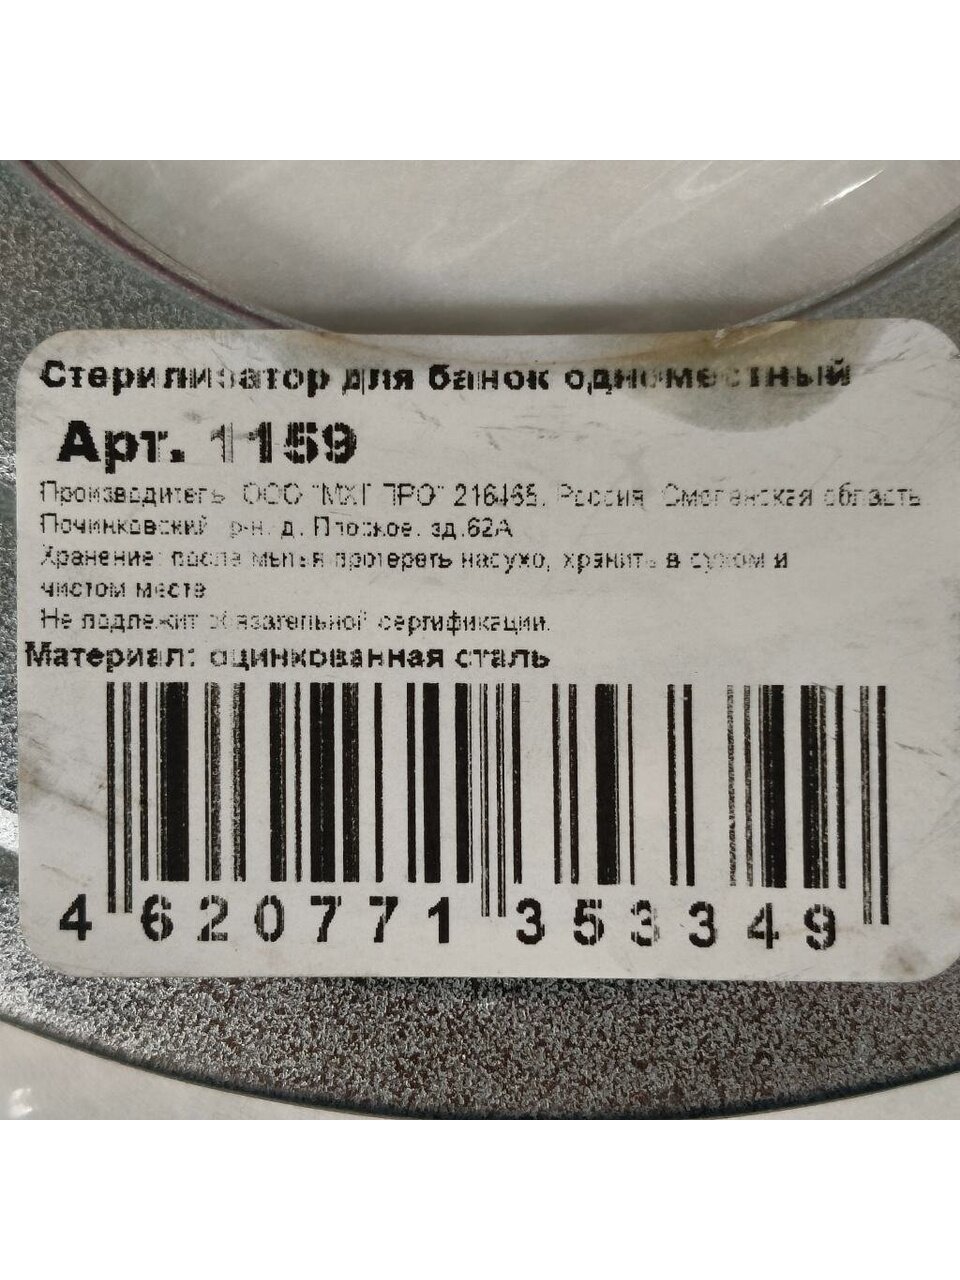 Стерилизатор для банок одноместный
Арт. 1159
Производитель: ООО "МХГ ПРО" 216465, Россия, Смоленская область,
Починковский р-н, д. Плоское, зд.62А
Хранение: после мытья протереть насухо, хранить в сухом и
чистом месте
Не подлежит обязательной сертификации.
Материал: оцинкованная сталь
4 620771 353349